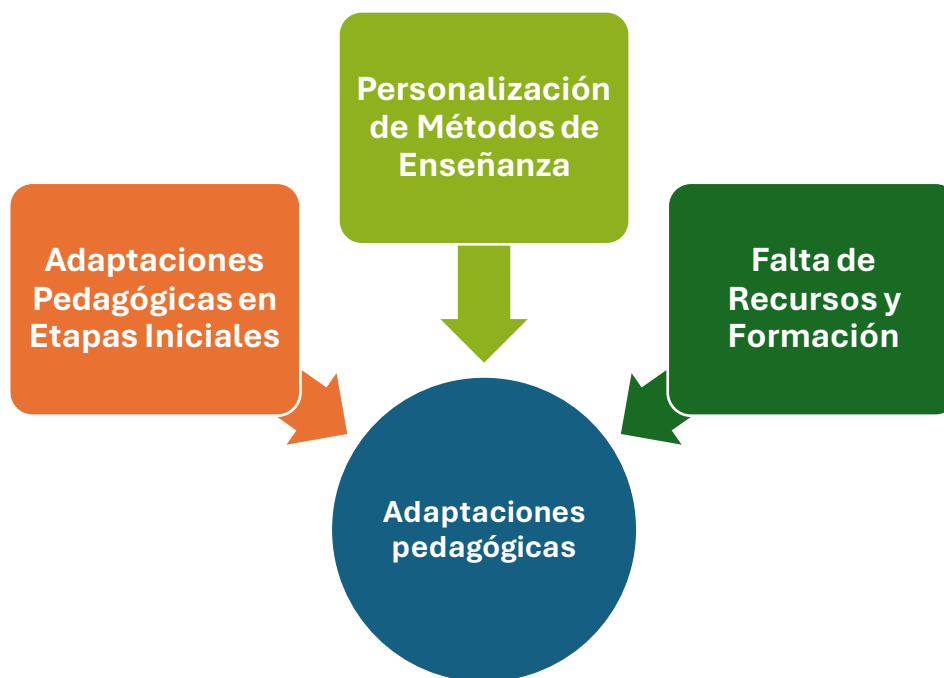 Personalización
de Métodos de
Enseñanza
Adaptaciones
Pedagógicas en
Etapas Iniciales
Falta de
Recursos y
Formación
Adaptaciones
pedagógicas